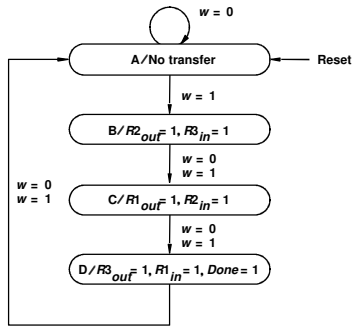 w = 0
A/No transfer
Reset
w = 1
B/R2out = 1, R3in = 1
w = 0
w = 1
C/R1out = 1, R2in = 1
w = 0
w = 1
w = 0
w = 1
D/R3out = 1, R1in = 1, Done = 1